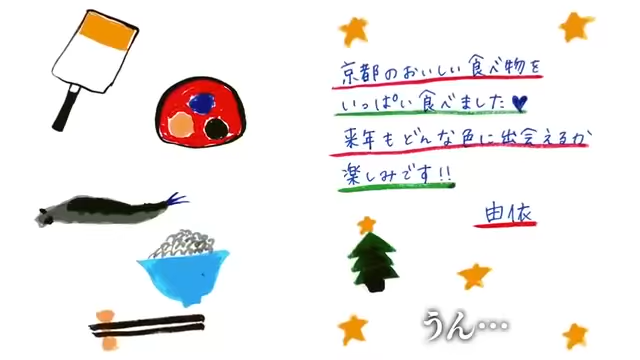 京都のおいしい食べ物を
いっぱい食べました♥
来年もどんな色に出会えるか
楽しみです!!
由依
うん…